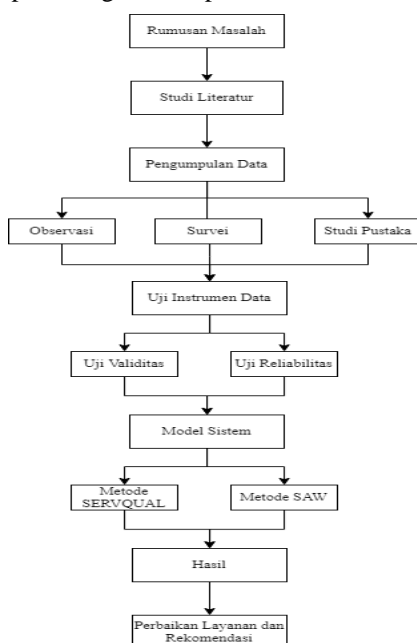 Rumusan Masalah
Studi Literatur
Pengumpulan Data
Observasi
Survei
Studi Pustaka
Uji Instrumen Data
Uji Validitas
Uji Reliabilitas
Model Sistem
Metode
SERVQUAL
Metode SAW
Hasil
Perbaikan Layanan dan
Rekomendasi